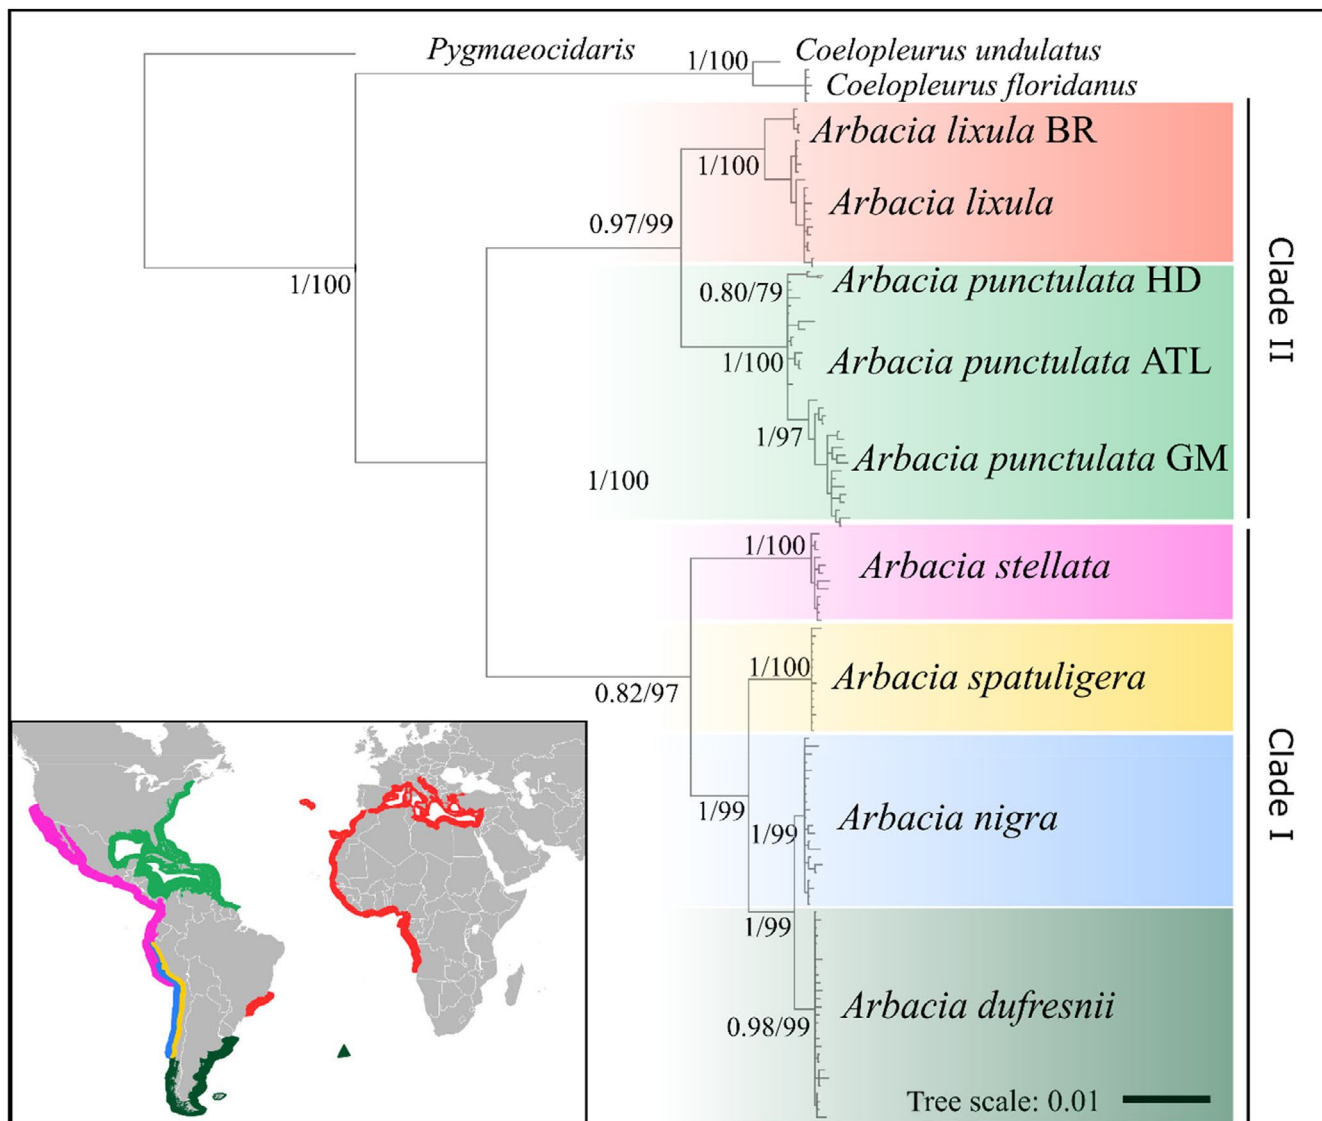 Pygmaeocidaris
1/100
Coelopleurus undulatus
Coelopleurus floridanus
Arbacia lixula BR
1/100
Arbacia lixula
0.97/99
1/100
Arbacia punctulata HD
0.80/79
Arbacia punctulata ATL
1/100
1/97
Arbacia punctulata GM
1/100
Clade II
1/100
Arbacia stellata
1/100
Arbacia spatuligera
0.82/97
1/99
1/99
Arbacia nigra
Clade I
1/99
Arbacia dufresnii
0.98/99
Tree scale: 0.01